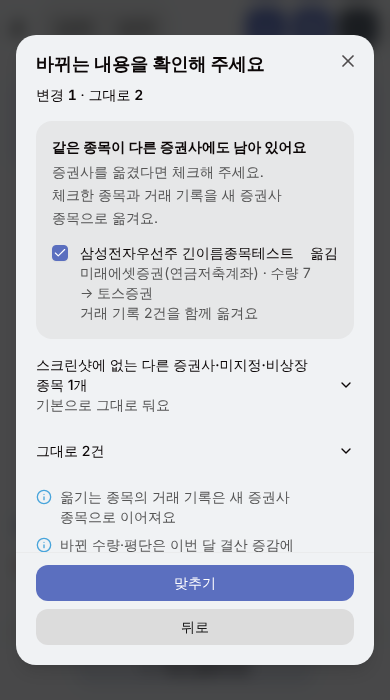 바뀌는 내용을 확인해 주세요
변경 1 · 그대로 2
같은 종목이 다른 증권사에도 남아 있어요
증권사를 옮겼다면 체크해 주세요.
체크한 종목과 거래 기록을 새 증권사
종목으로 옮겨요.
삼성전자우선주 긴이름종목테스트 옮김
미래에셋증권(연금저축계좌) · 수량 7
→ 토스증권
거래 기록 2건을 함께 옮겨요
스크린샷에 없는 다른 증권사·미지정·비상장
종목 1개
기본으로 그대로 둬요
그대로 2건
옮기는 종목의 거래 기록은 새 증권사
종목으로 이어져요
바뀐 수량·평단은 이번 달 결산 증감에
맞추기
뒤로